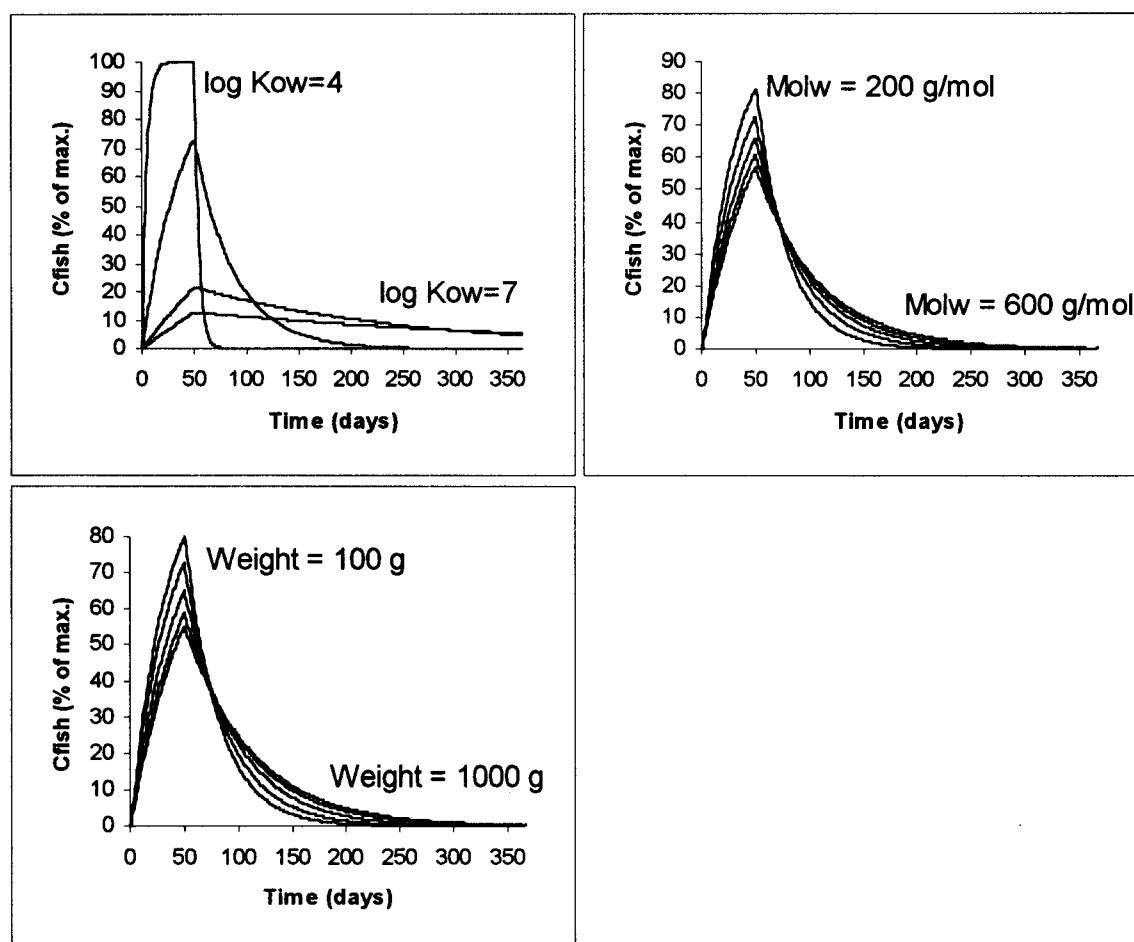 Cfish (% of max.)
100
90
80
70
60
50
40
30
20
10
0
log Kow=4
log Kow=7
0 50 100 150 200 250 300 350
Time (days)
Cfish (% of max.)
90
80
70
60
50
40
30
20
10
0
Molw = 200 g/mol
Molw = 600 g/mol
0 50 100 150 200 250 300 350
Time (days)
Cfish (% of max.)
80
70
60
50
40
30
20
10
0
Weight = 100 g
Weight = 1000 g
0 50 100 150 200 250 300 350
Time (days)